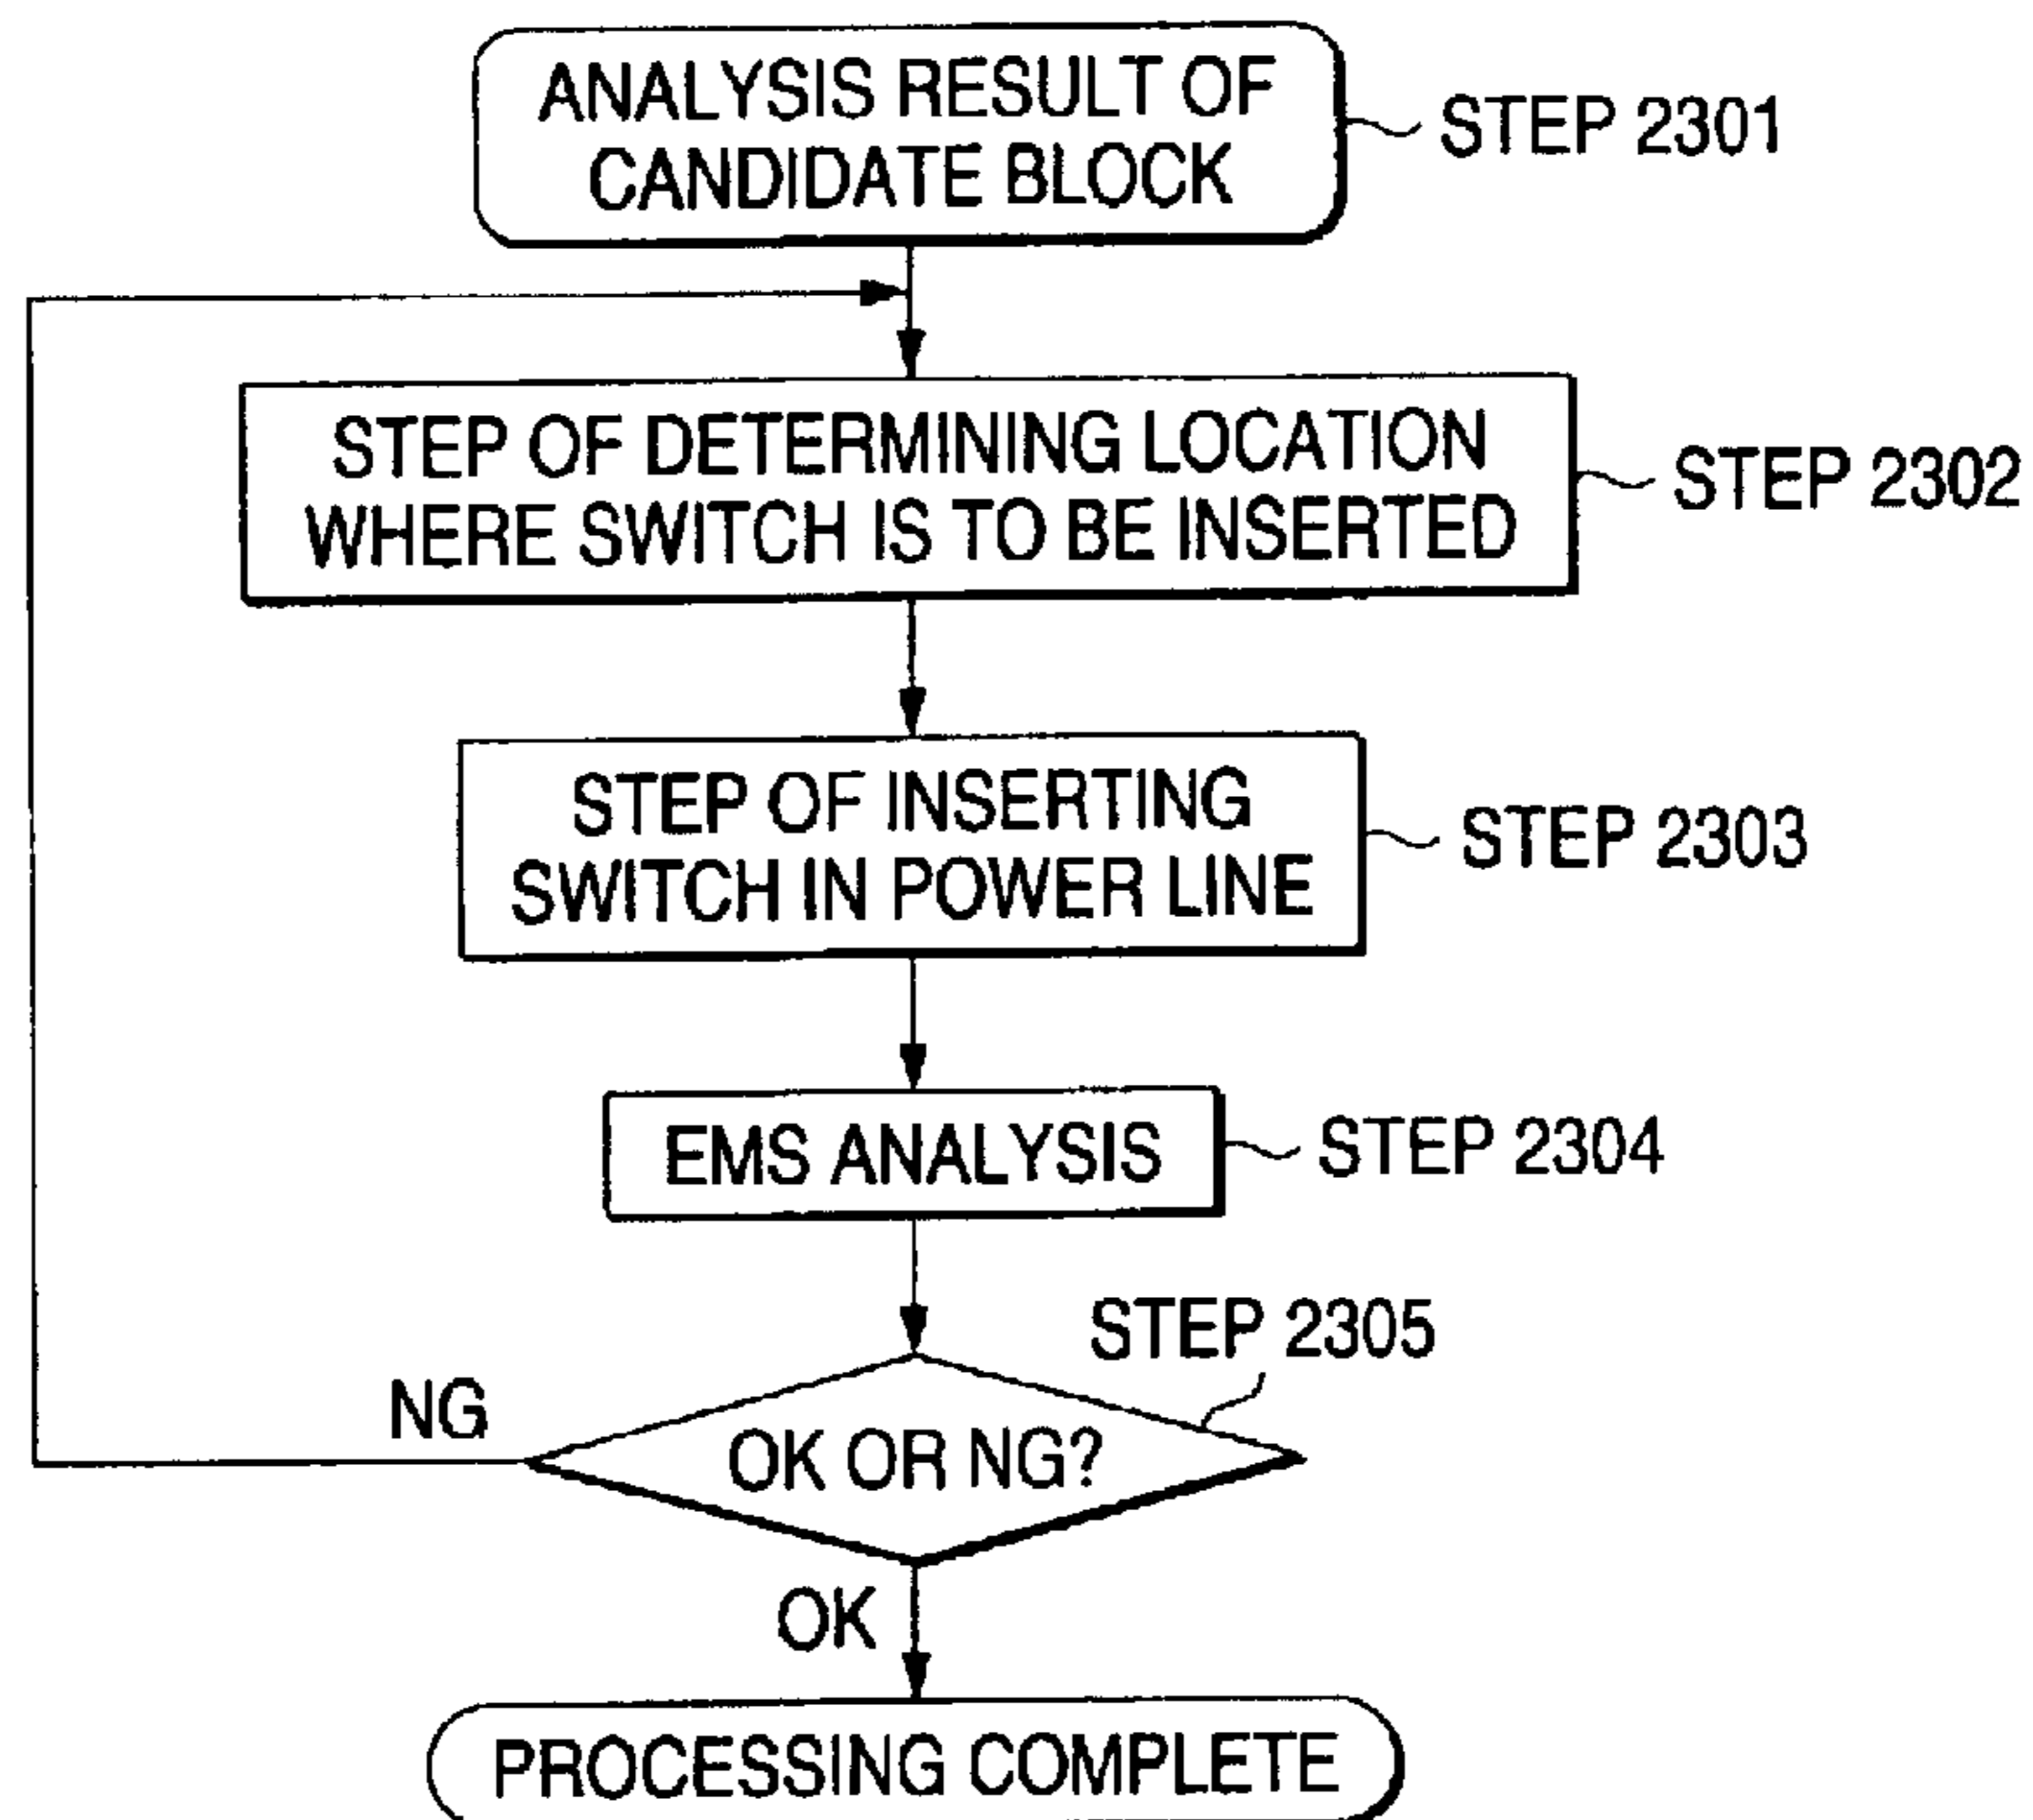 ANALYSIS RESULT OF
CANDIDATE BLOCK
STEP 2301
STEP OF DETERMINING LOCATION
WHERE SWITCH IS TO BE INSERTED
STEP 2302
STEP OF INSERTING
SWITCH IN POWER LINE
STEP 2303
EMS ANALYSIS
STEP 2304
STEP 2305
NG
OK OR NG?
OK
PROCESSING COMPLETE